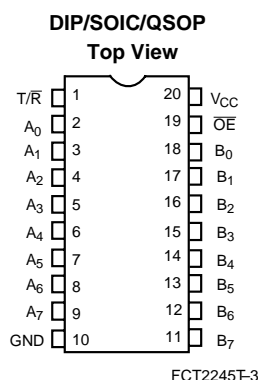 DIP/SOIC/QSOP
Top View
T/R̅ 1 20 V_CC
A₀ 2 19 O̅E̅
A₁ 3 18 B₀
A₂ 4 17 B₁
A₃ 5 16 B₂
A₄ 6 15 B₃
A₅ 7 14 B₄
A₆ 8 13 B₅
A₇ 9 12 B₆
GND 10 11 B₇
FCT2245T–3